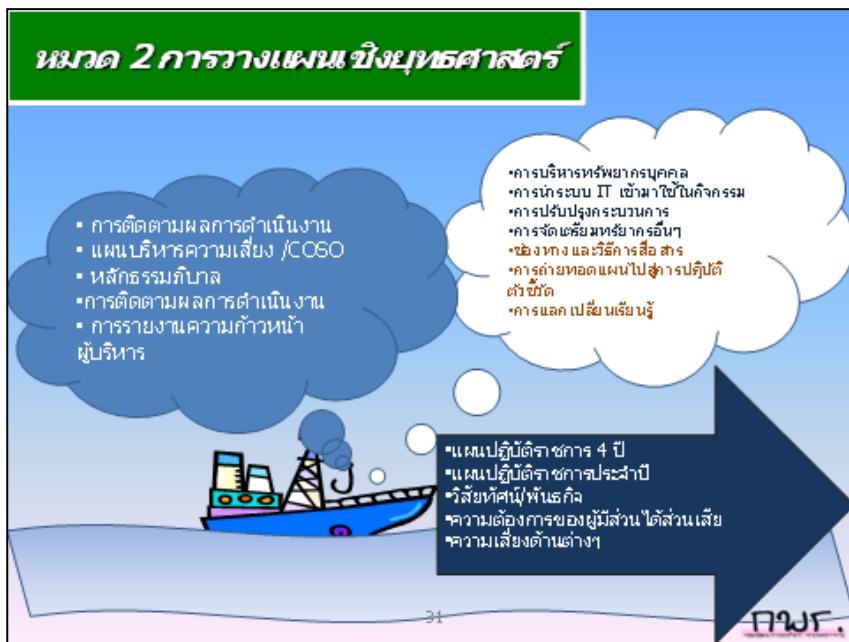 หมวด 2 การวางแผนเชิงยุทธศาสตร์
▪ การติดตามผลการดำเนินงาน
▪ แผนบริหารความเสี่ยง /COSO
▪ หลักธรรมภิบาล
▪การติดตามผลการดำเนินงาน
▪ การรายงานความก้าวหน้า
ผู้บริหาร
▪การบริหารทรัพยากรบุคคล
▪การนำระบบ IT เข้ามาใช้ในกิจกรรม
▪การปรับปรุงกระบวนการ
▪การจัดเตรียมทรัยากรอื่นๆ
▪ช่องทางและวิธีการสื่อสาร
▪การถ่ายทอดแผนไปสู่การปฏิบัติ
ตัวชี้วัด
▪การแลกเปลี่ยนเรียนรู้
▪แผนปฏิบัติราชการ 4 ปี
▪แผนปฏิบัติราชการประจำปี
▪วิสัยทัศน์/พันธกิจ
▪ความต้องการของผู้มีส่วนได้ส่วนเสีย
▪ความเสี่ยงด้านต่างๆ
31
กพร.